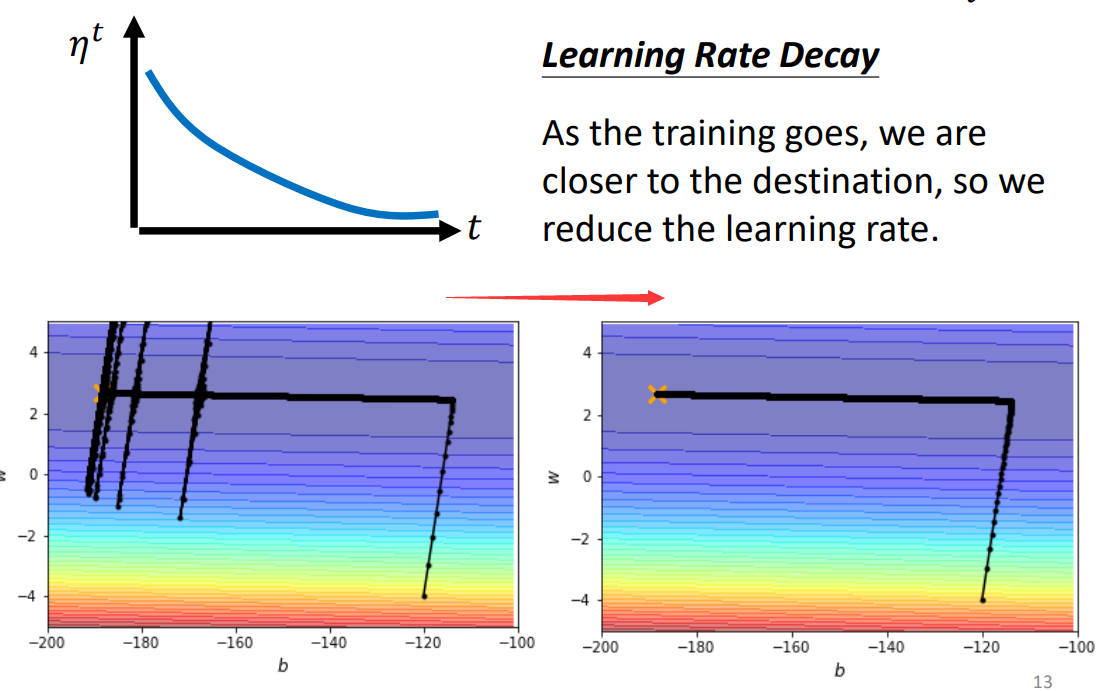 η^t
Learning Rate Decay
As the training goes, we are
closer to the destination, so we
reduce the learning rate.
t
4
2
0
−2
−4
−200
−180
−160
−140
−120
−100
b
w
4
2
0
−2
−4
−200
−180
−160
−140
−120
−100
b
13